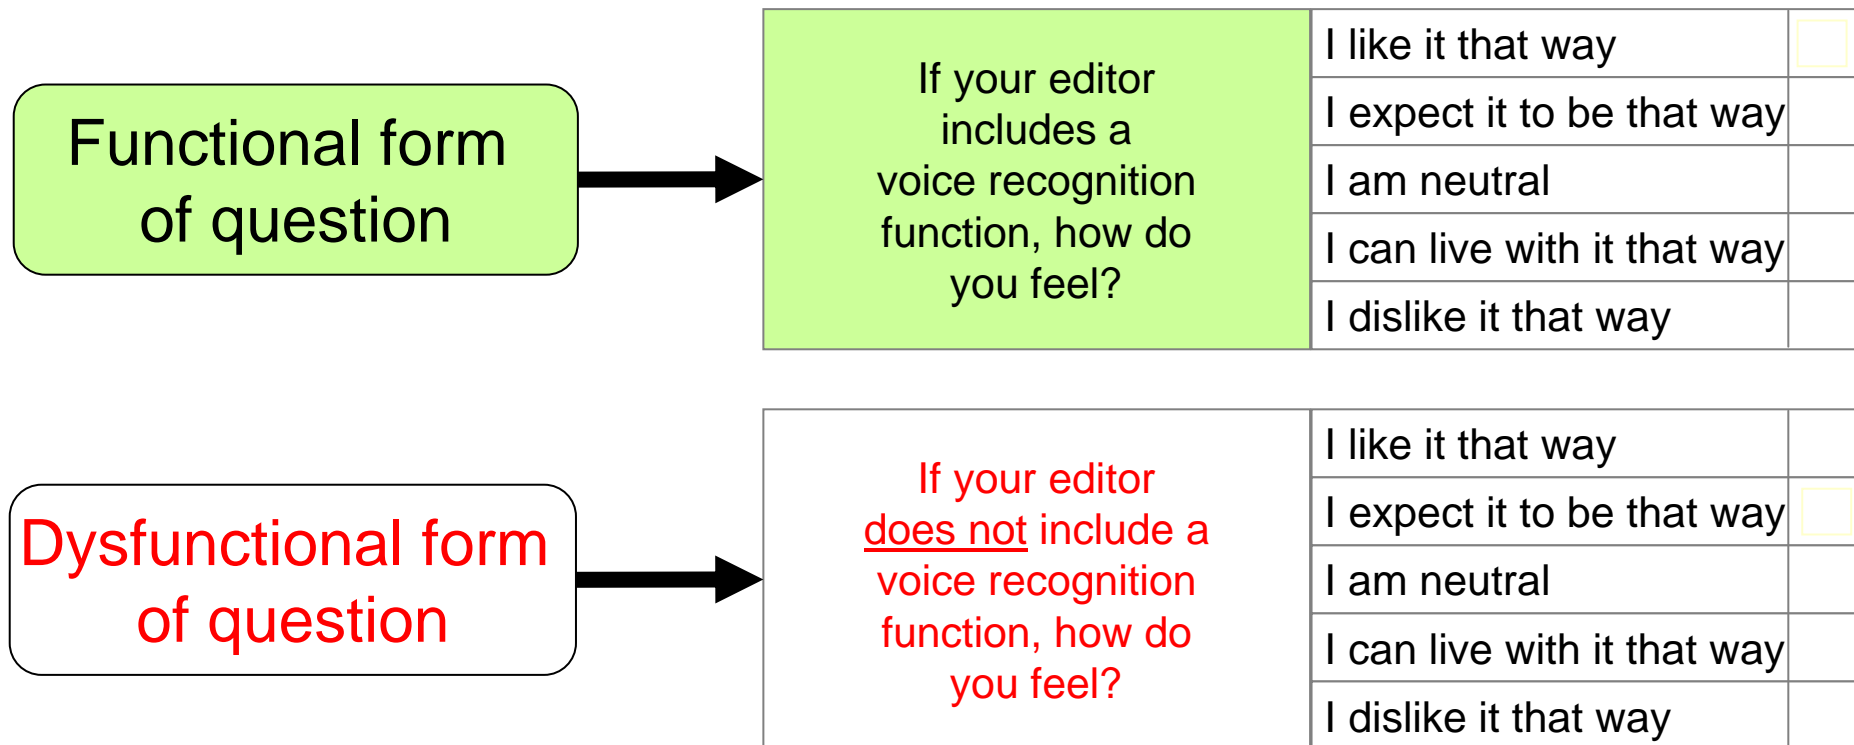 Functional form
of question
If your editor
includes a
voice recognition
function, how do
you feel?
I like it that way
I expect it to be that way
I am neutral
I can live with it that way
I dislike it that way
Dysfunctional form
of question
If your editor
does not include a
voice recognition
function, how do
you feel?
I like it that way
I expect it to be that way
I am neutral
I can live with it that way
I dislike it that way